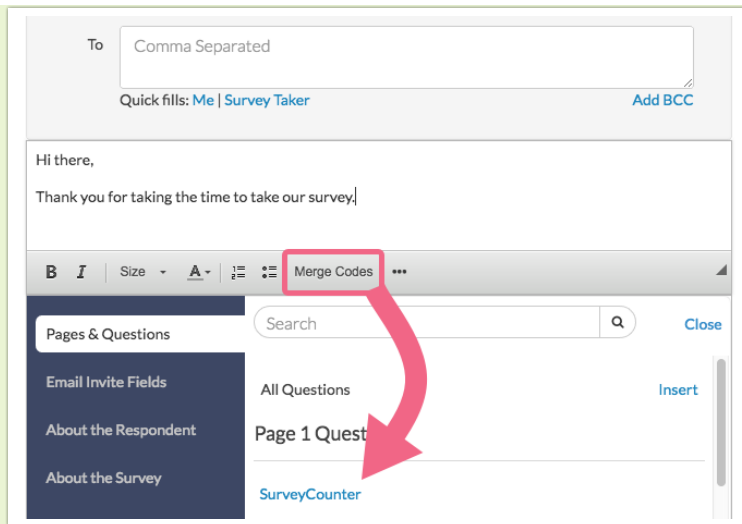 To Comma Separated
Quick fills: Me | Survey Taker Add BCC
Hi there,
Thank you for taking the time to take our survey.
B I Size A Merge Codes •••
Search Close
Pages & Questions
Email Invite Fields All Questions Insert
About the Respondent Page 1
About the Survey
SurveyCounter